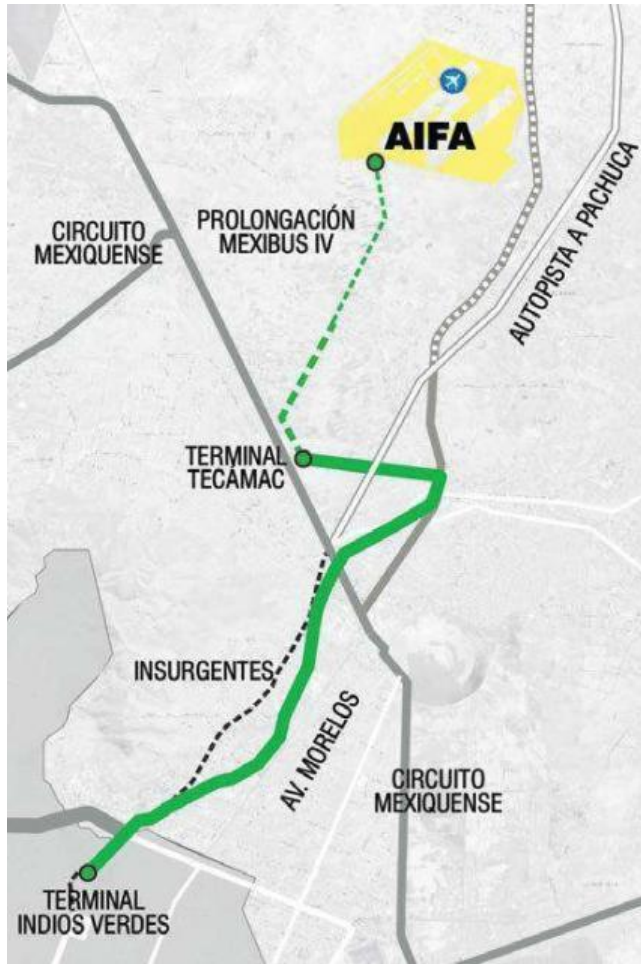 AIFA
PROLONGACIÓN
MEXIBUS IV
CIRCUITO
MEXIQUENSE
AUTOPISTA A PACHUCA
TERMINAL
TECÁMAC
INSURGENTES
AV. MORELOS
CIRCUITO
MEXIQUENSE
TERMINAL
INDIOS VERDES